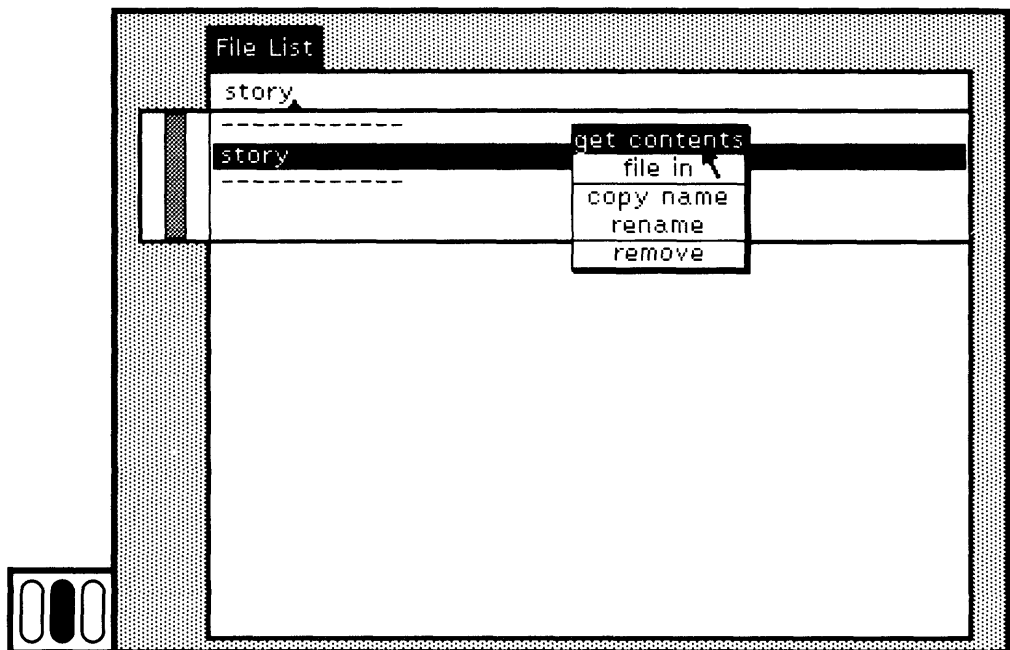 File List
story
------------
story
------------
get contents
file in
copy name
rename
remove